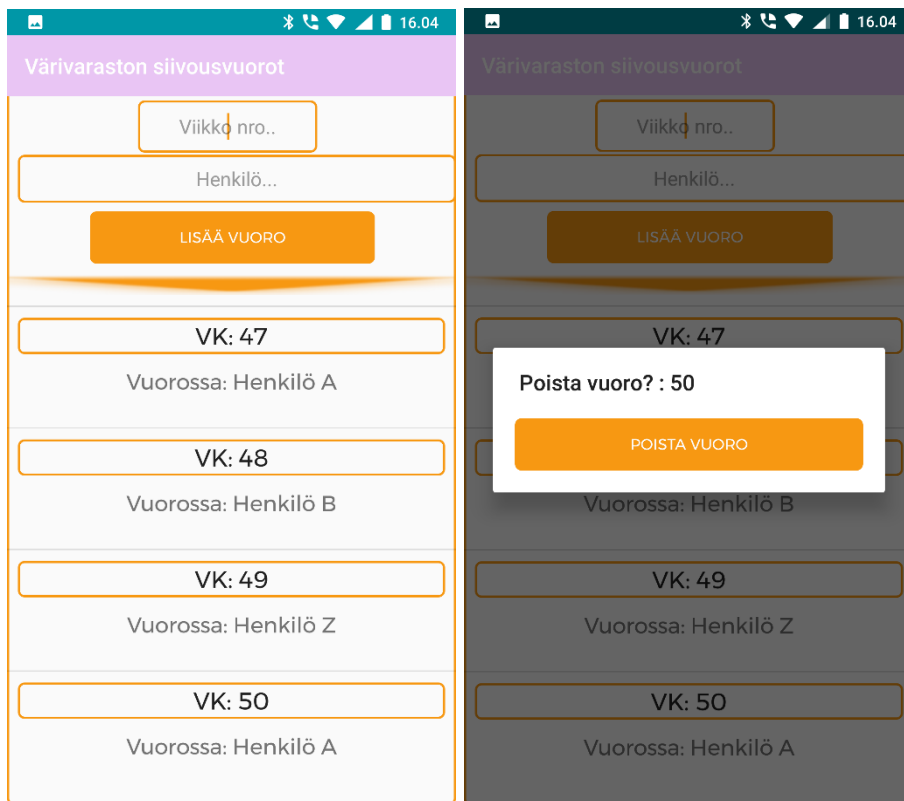 16.04
Värivaraston siivousvuorot
Viikko nro..
Henkilö...
LISÄÄ VUORO
VK: 47
Vuorossa: Henkilö A
VK: 48
Vuorossa: Henkilö B
VK: 49
Vuorossa: Henkilö Z
VK: 50
Vuorossa: Henkilö A
16.04
Värivaraston siivousvuorot
Viikko nro..
Henkilö...
LISÄÄ VUORO
VK: 47
Poista vuoro? : 50
POISTA VUORO
Vuorossa: Henkilö B
VK: 49
Vuorossa: Henkilö Z
VK: 50
Vuorossa: Henkilö A